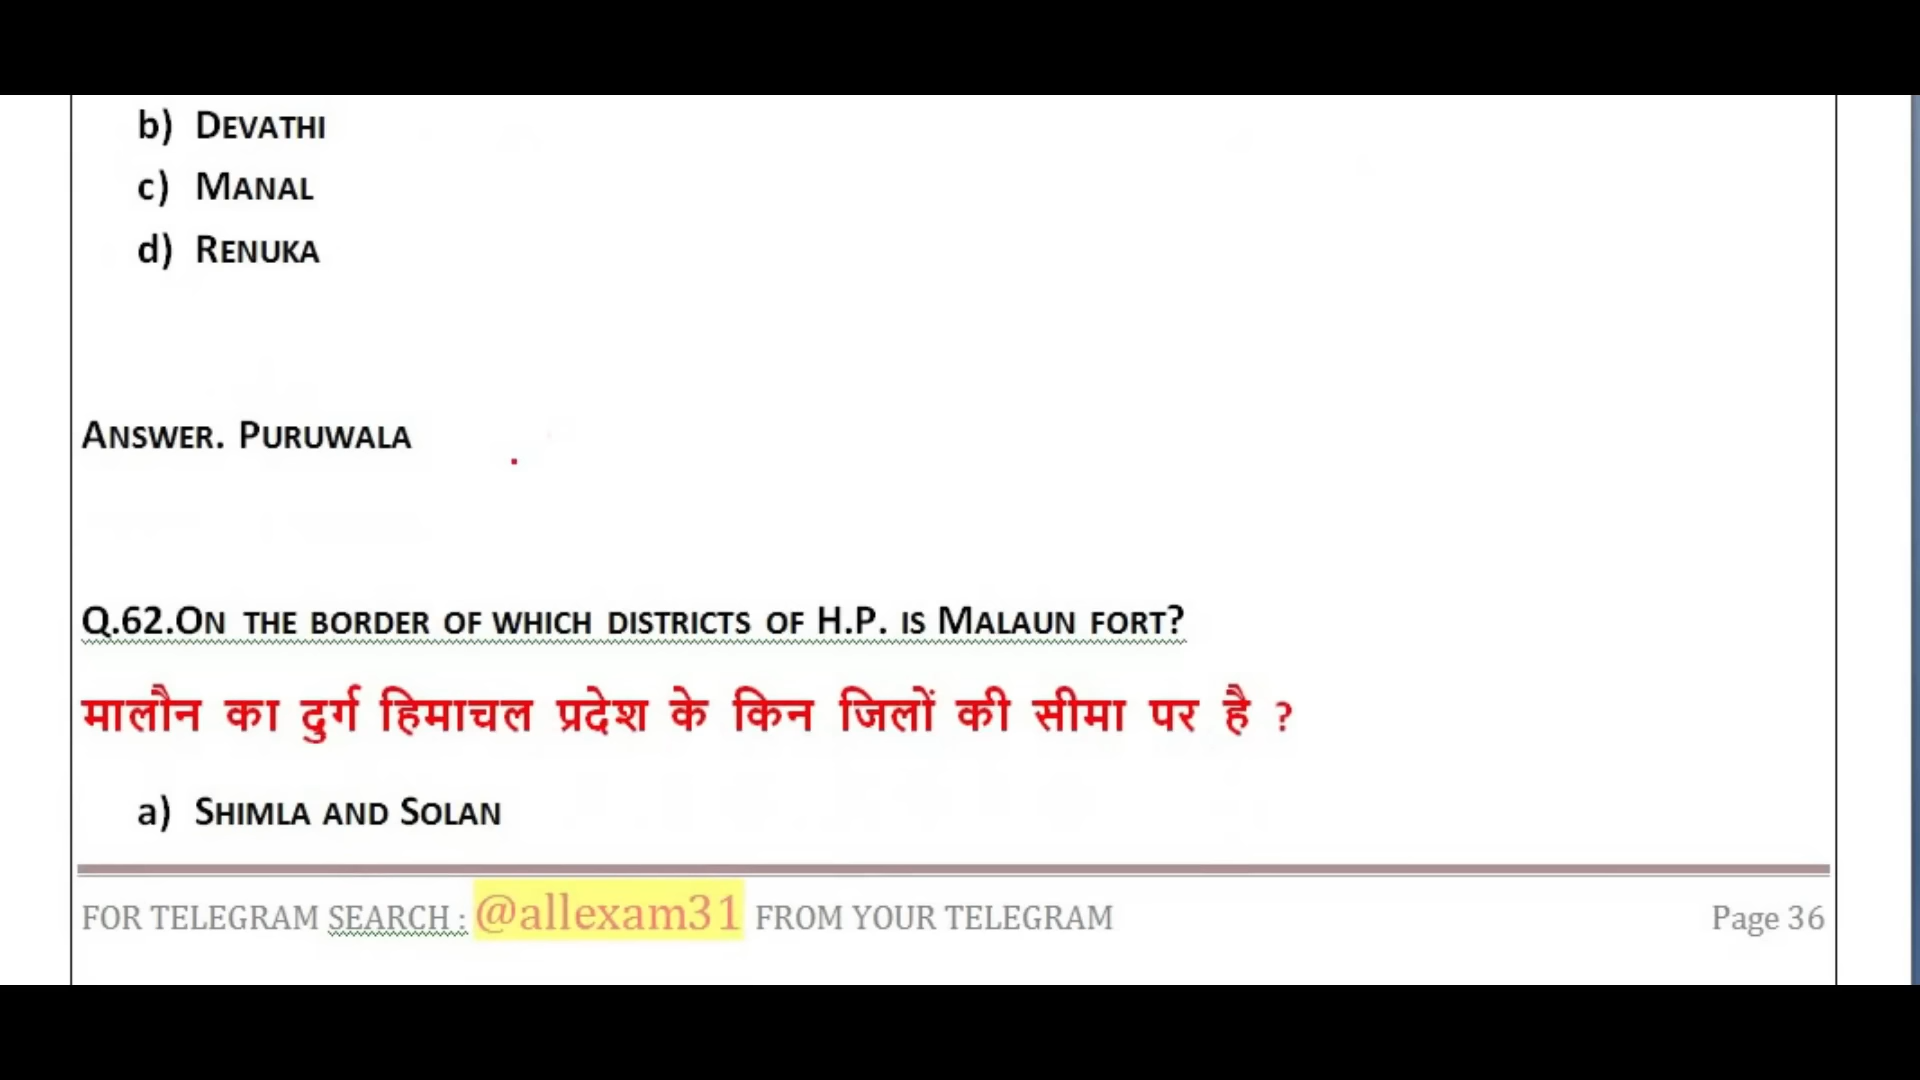 b) DEVATHI
c) MANAL
d) RENUKA
ANSWER. PURUWALA
Q.62.ON THE BORDER OF WHICH DISTRICTS OF H.P. IS MALAUN FORT?
मालौन का दुर्ग हिमाचल प्रदेश के किन जिलों की सीमा पर है ?
a) SHIMLA AND SOLAN
FOR TELEGRAM SEARCH : @allexam31 FROM YOUR TELEGRAM Page 36